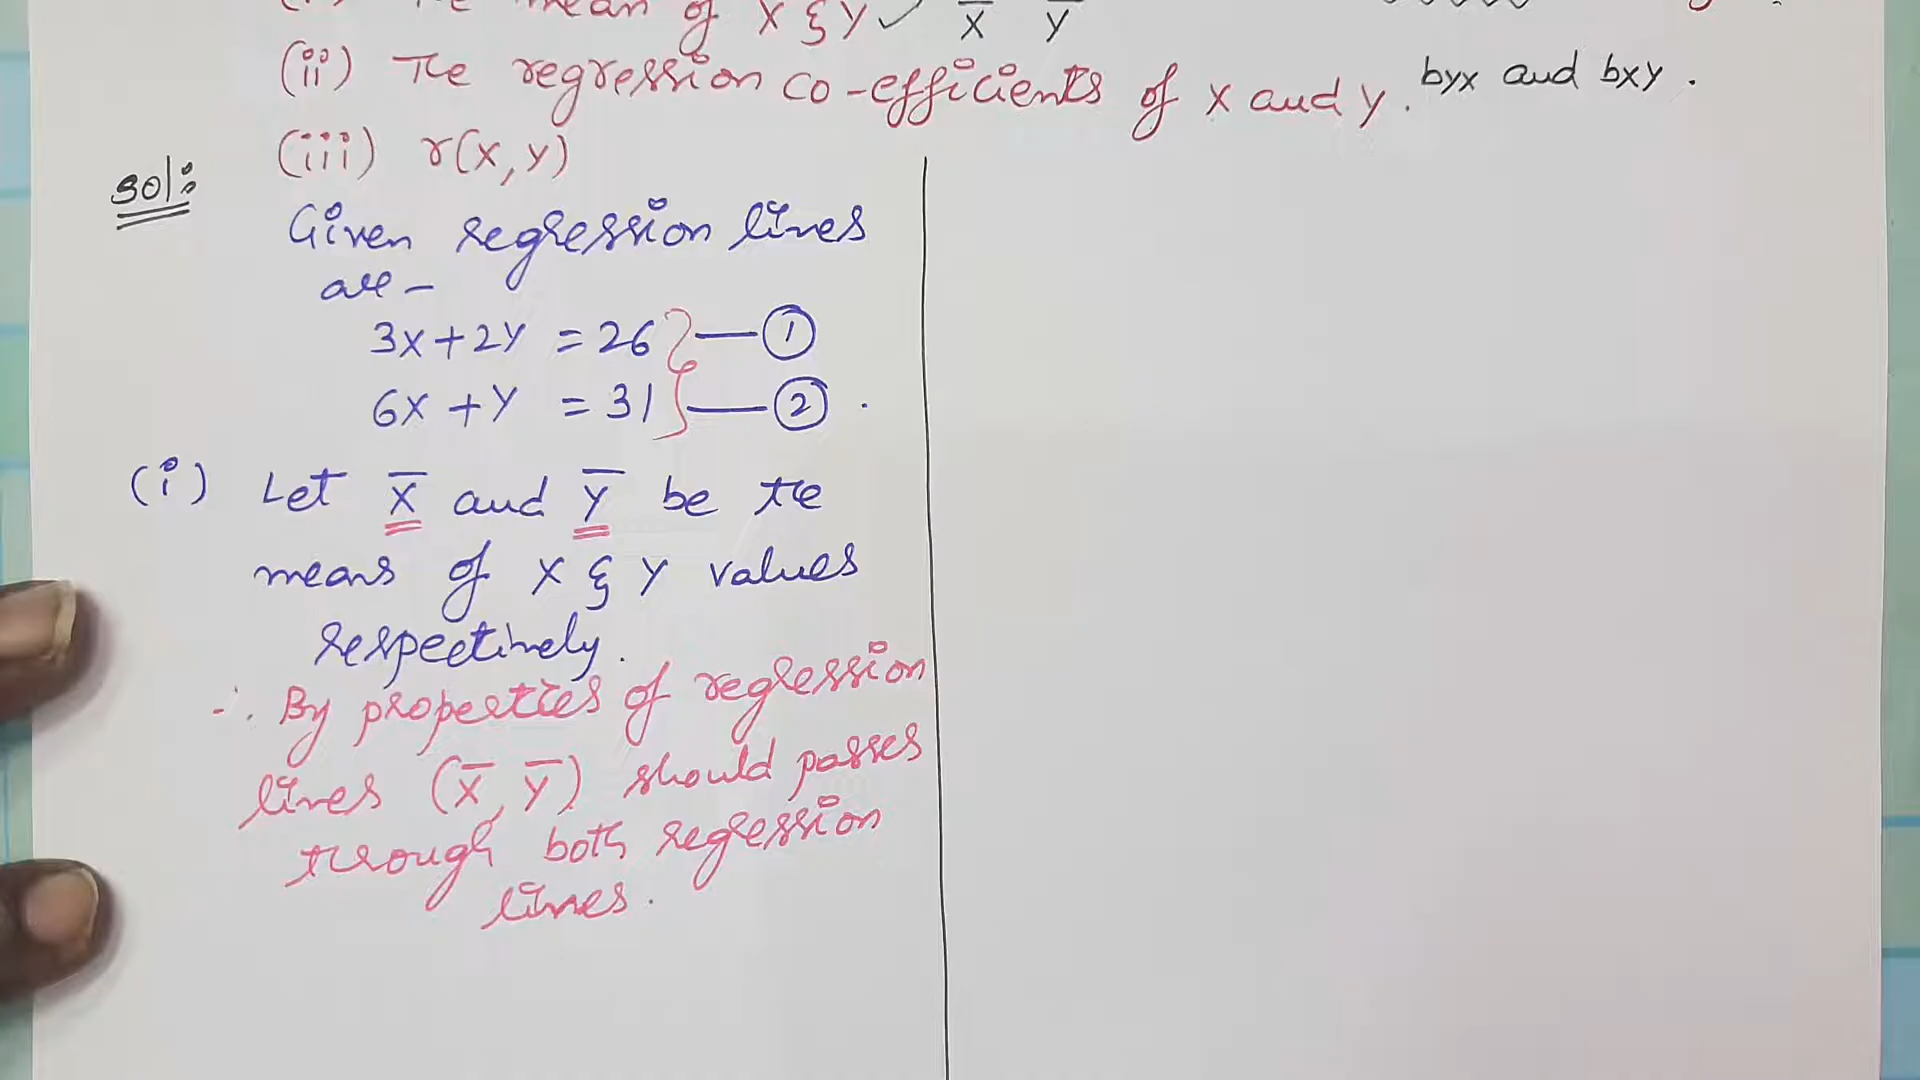 mean of X & Y ✓ X̅ Y̅
(ii) The regression co-efficients of X and Y. byx and bxy.
(iii) r(X,Y)
Sol:
Given regression lines
are -
3X+2Y = 26 — ①
6X+Y = 31 — ② .
(i) Let X̅ and Y̅ be the
means of X & Y values
respectively.
∴ By properties of regression
lines (X̅, Y̅) should passes
through both regression
lines.